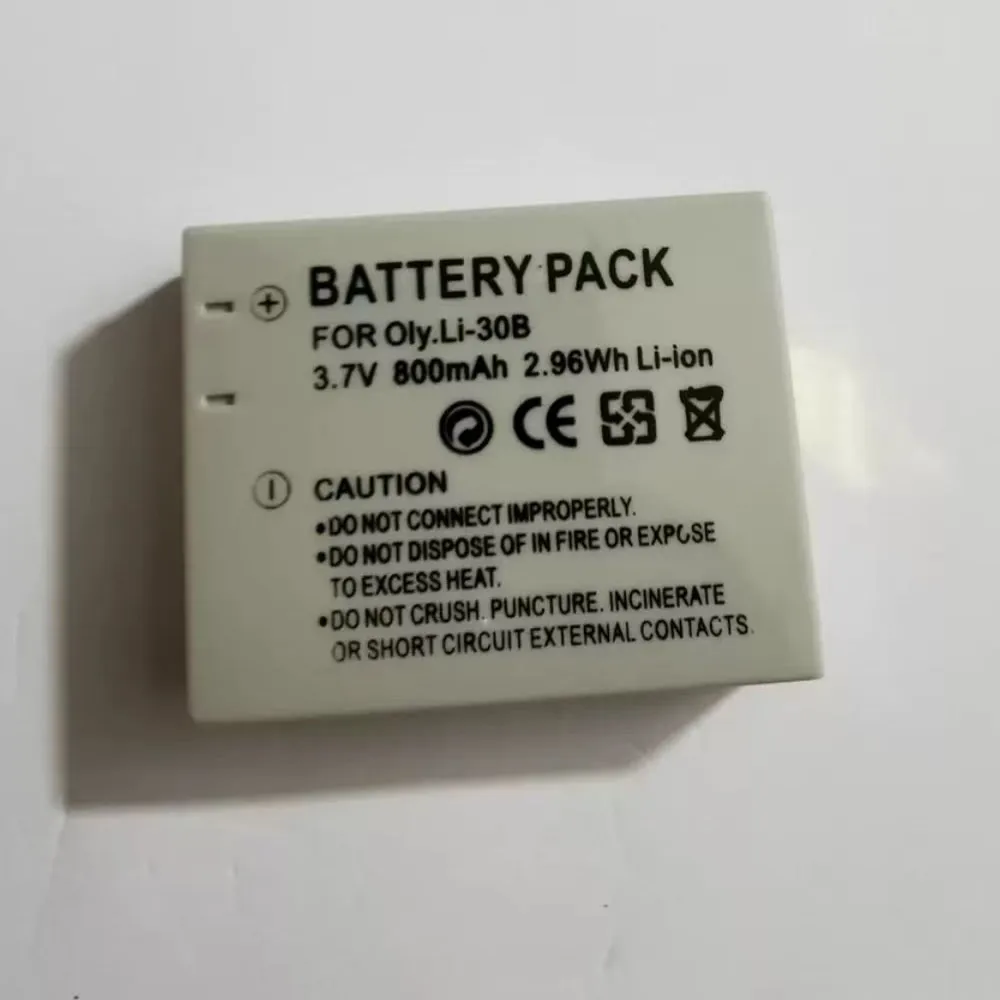 BATTERY PACK
FOR Oly.Li-30B
3.7V 800mAh 2.96Wh Li-ion
CE
CAUTION
•DO NOT CONNECT IMPROPERLY.
•DO NOT DISPOSE OF IN FIRE OR EXPOSE
TO EXCESS HEAT.
•DO NOT CRUSH. PUNCTURE. INCINERATE
OR SHORT CIRCUIT EXTERNAL CONTACTS.